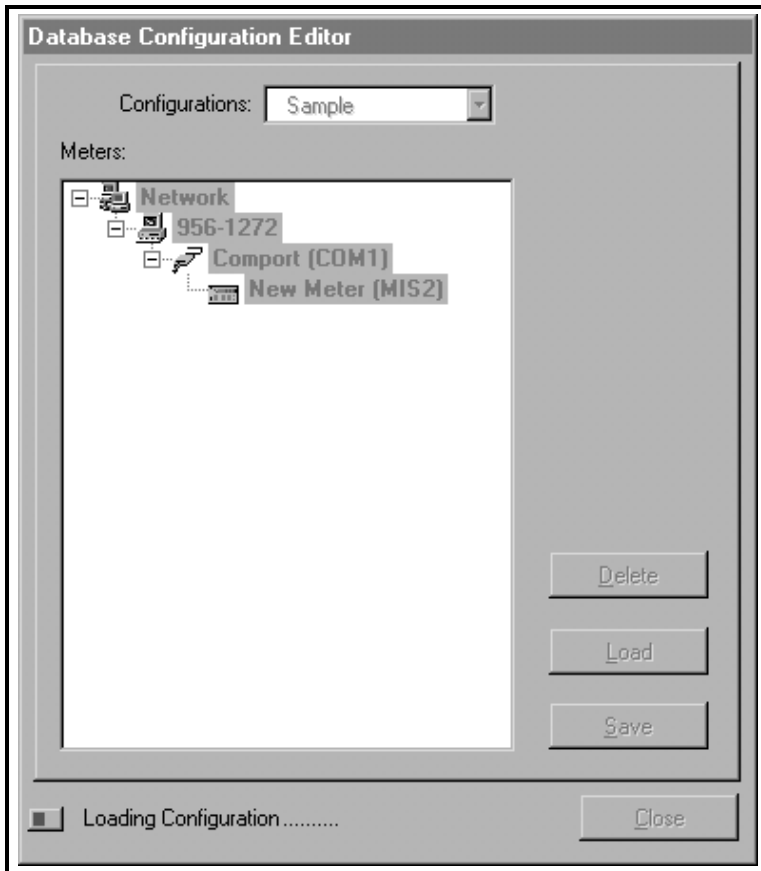 Database Configuration Editor
Configurations: Sample
Meters:
Network
956-1272
Comport (COM1)
New Meter (MIS2)
Delete
Load
Save
Loading Configuration..........
Close